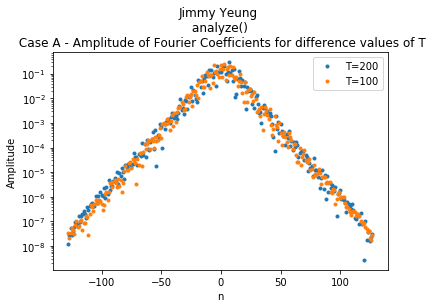 Jimmy Yeung
analyze()
Case A - Amplitude of Fourier Coefficients for difference values of T
T=200
T=100
Amplitude
10⁻¹
10⁻²
10⁻³
10⁻⁴
10⁻⁵
10⁻⁶
10⁻⁷
10⁻⁸
−100 −50 0 50 100
n